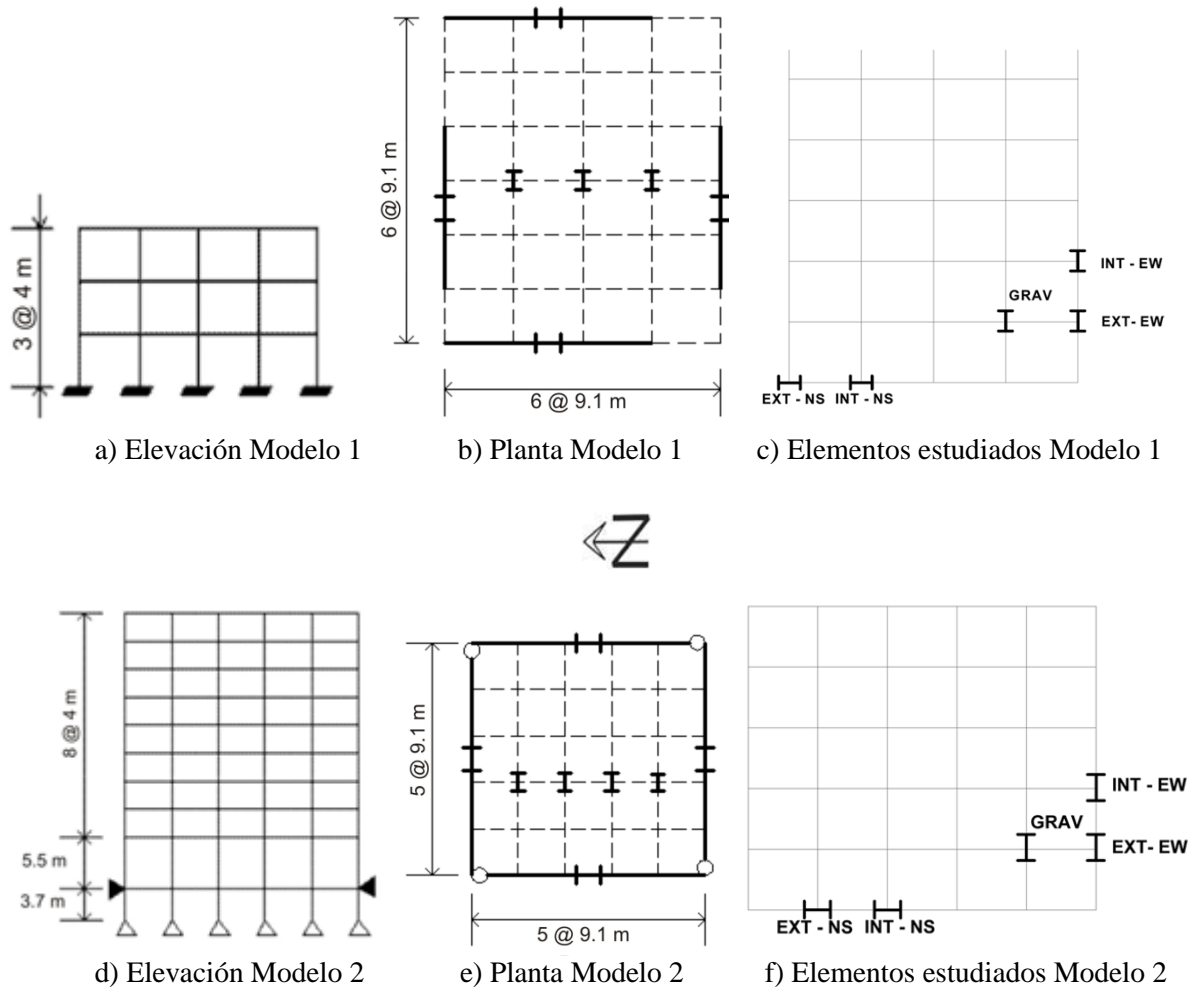 3 @ 4 m
6 @ 9.1 m
6 @ 9.1 m
INT - EW
GRAV
EXT- EW
EXT - NS INT - NS
a) Elevación Modelo 1
b) Planta Modelo 1
c) Elementos estudiados Modelo 1
Z
8 @ 4 m
5.5 m
3.7 m
5 @ 9.1 m
5 @ 9.1 m
INT - EW
GRAV
EXT- EW
EXT - NS INT - NS
d) Elevación Modelo 2
e) Planta Modelo 2
f) Elementos estudiados Modelo 2